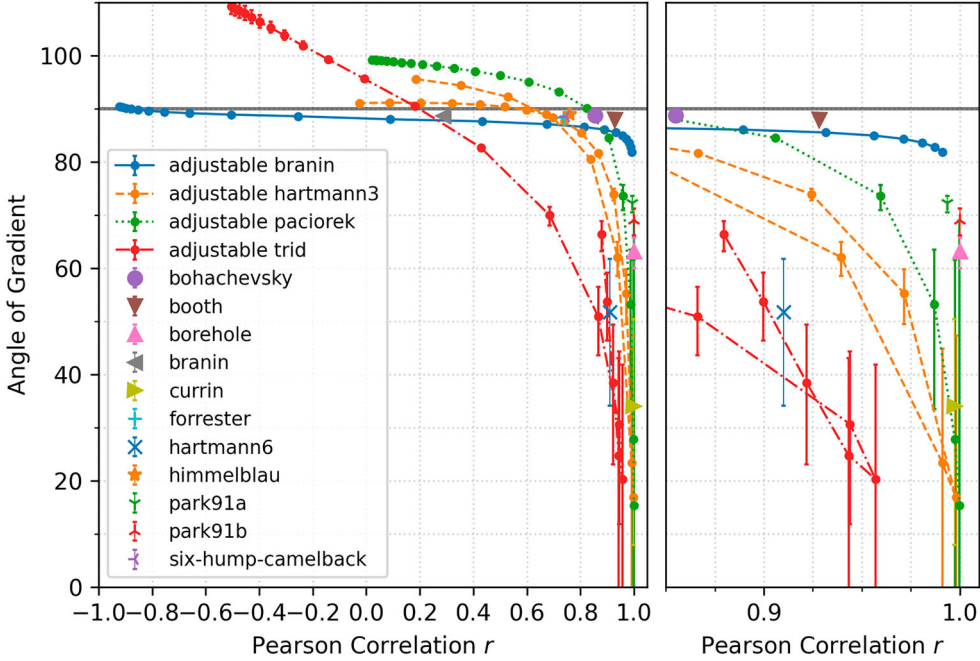 100
80
60
40
20
0
Angle of Gradient
adjustable branin
adjustable hartmann3
adjustable paciorek
adjustable trid
bohachevsky
booth
borehole
branin
currin
forrester
hartmann6
himmelblau
park91a
park91b
six-hump-camelback
−1.0 −0.8 −0.6 −0.4 −0.2 0.0 0.2 0.4 0.6 0.8 1.0
Pearson Correlation r
0.9 1.0
Pearson Correlation r